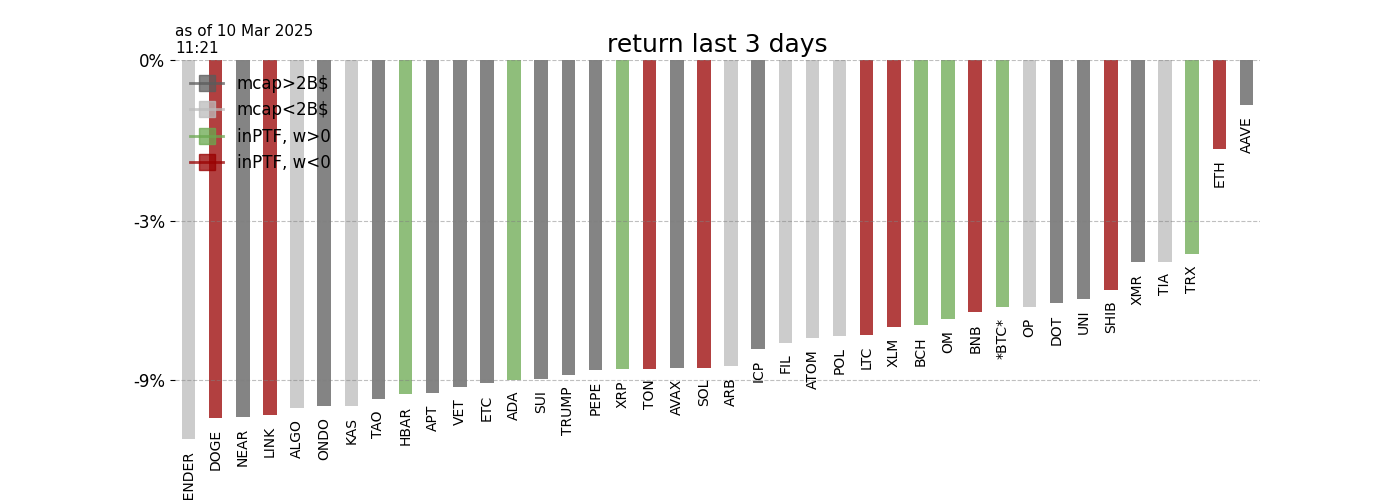 as of 10 Mar 2025
11:21
return last 3 days
0%
-3%
-9%
mcap>2B$
mcap<2B$
inPTF, w>0
inPTF, w<0
ENDER
DOGE
NEAR
LINK
ALGO
ONDO
KAS
TAO
HBAR
APT
VET
ETC
ADA
SUI
TRUMP
PEPE
XRP
TON
AVAX
SOL
ARB
ICP
FIL
ATOM
POL
LTC
XLM
BCH
OM
BNB
*BTC*
OP
DOT
UNI
SHIB
XMR
TIA
TRX
ETH
AAVE